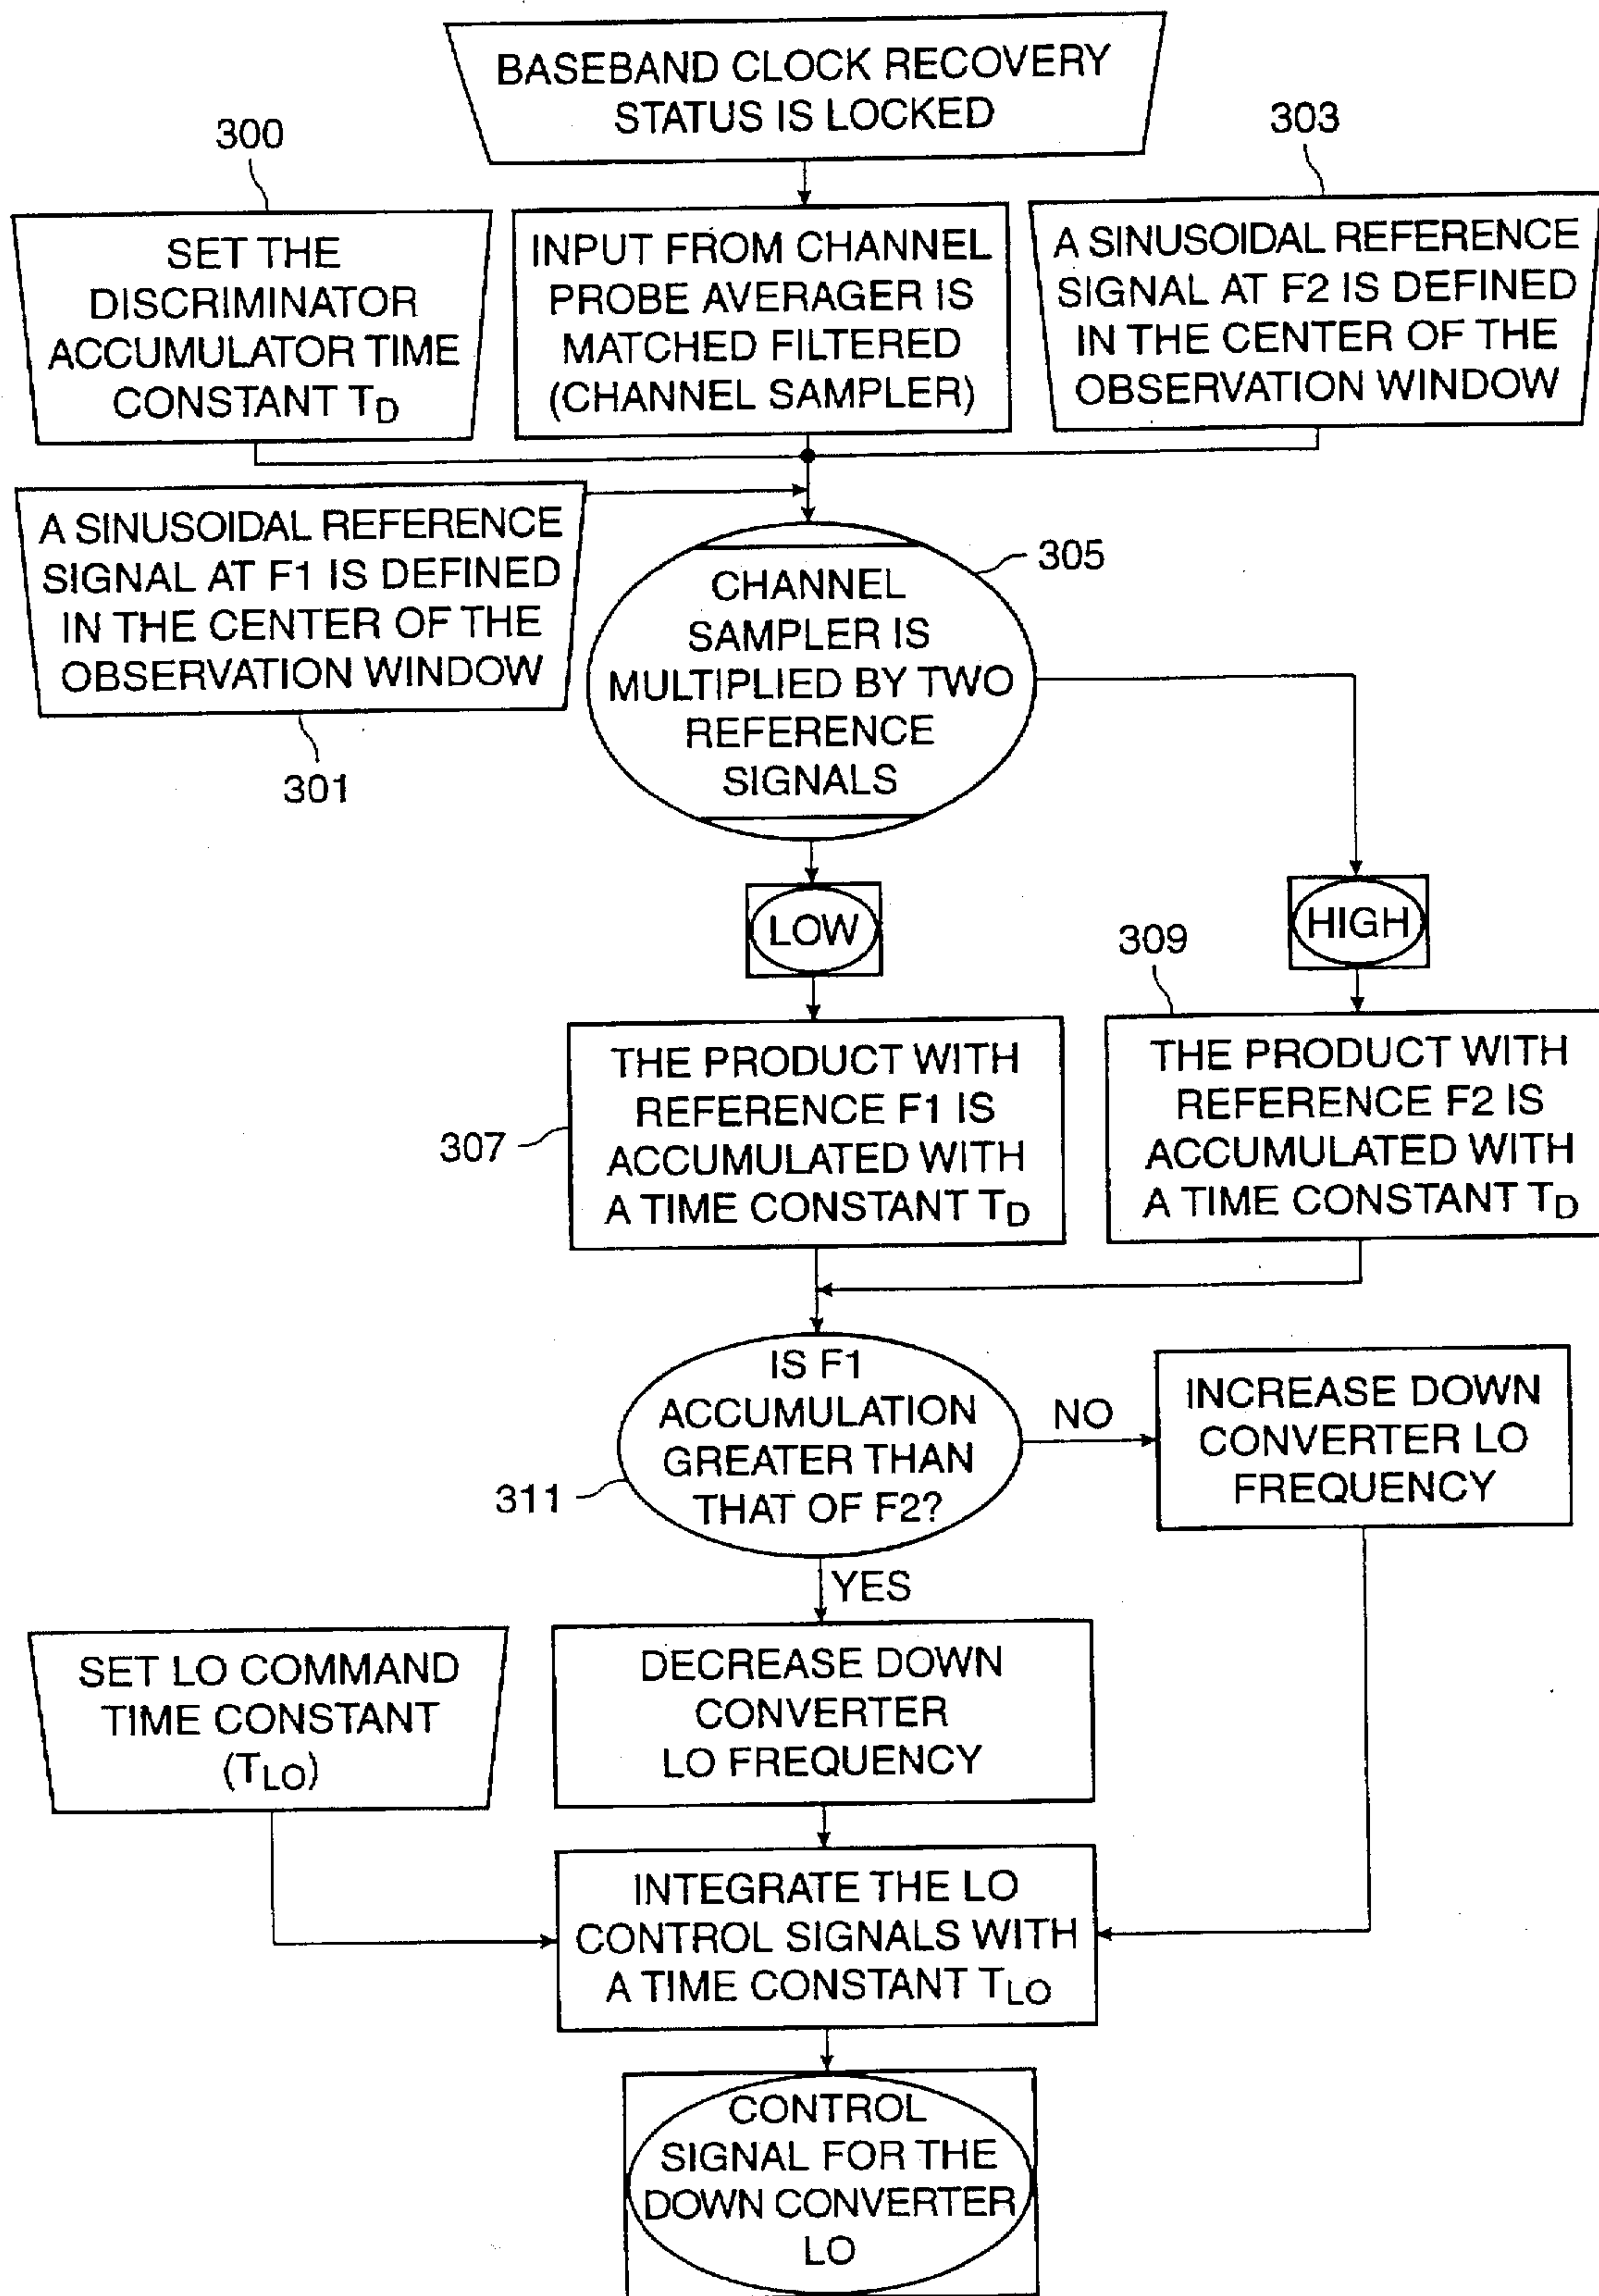 BASEBAND CLOCK RECOVERY
STATUS IS LOCKED
300
303
SET THE
DISCRIMINATOR
ACCUMULATOR TIME
CONSTANT TD
INPUT FROM CHANNEL
PROBE AVERAGER IS
MATCHED FILTERED
(CHANNEL SAMPLER)
A SINUSOIDAL REFERENCE
SIGNAL AT F2 IS DEFINED
IN THE CENTER OF THE
OBSERVATION WINDOW
A SINUSOIDAL REFERENCE
SIGNAL AT F1 IS DEFINED
IN THE CENTER OF THE
OBSERVATION WINDOW
301
CHANNEL
SAMPLER IS
MULTIPLIED BY TWO
REFERENCE
SIGNALS
305
LOW
HIGH
309
THE PRODUCT WITH
REFERENCE F1 IS
ACCUMULATED WITH
A TIME CONSTANT TD
307
THE PRODUCT WITH
REFERENCE F2 IS
ACCUMULATED WITH
A TIME CONSTANT TD
IS F1
ACCUMULATION
GREATER THAN
THAT OF F2?
311
NO
INCREASE DOWN
CONVERTER LO
FREQUENCY
YES
SET LO COMMAND
TIME CONSTANT
(TLO)
DECREASE DOWN
CONVERTER
LO FREQUENCY
INTEGRATE THE LO
CONTROL SIGNALS WITH
A TIME CONSTANT TLO
CONTROL
SIGNAL FOR THE
DOWN CONVERTER
LO